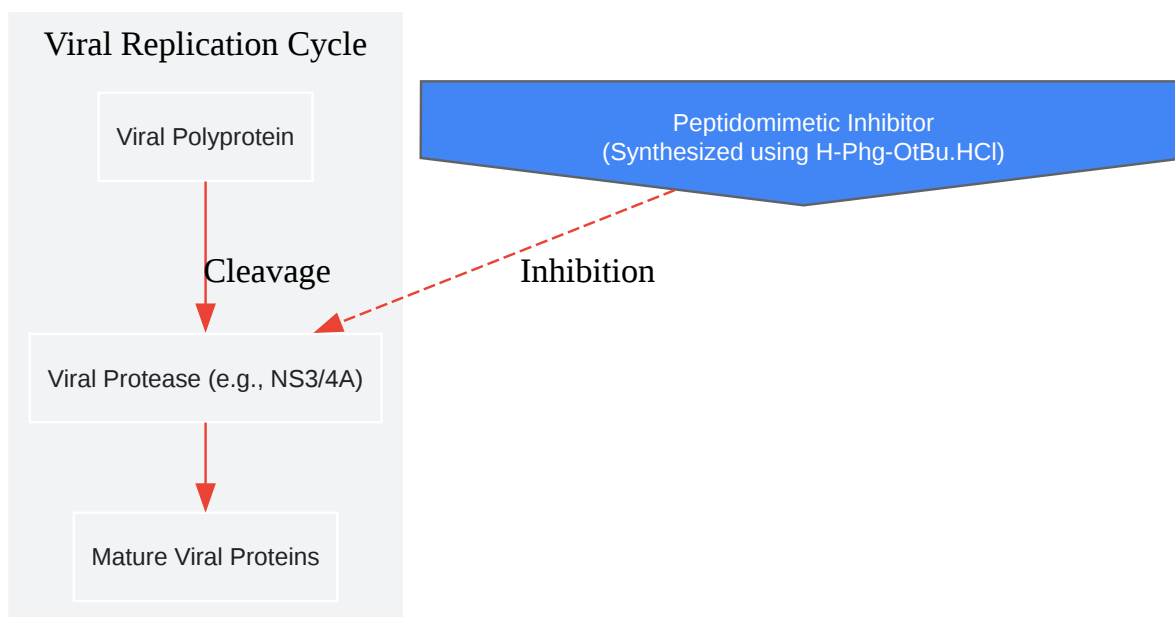 Viral Replication Cycle
Viral Polyprotein
Peptidomimetic Inhibitor
(Synthesized using H-Phg-OtBu.HCl)
Cleavage
Inhibition
Viral Protease (e.g., NS3/4A)
Mature Viral Proteins